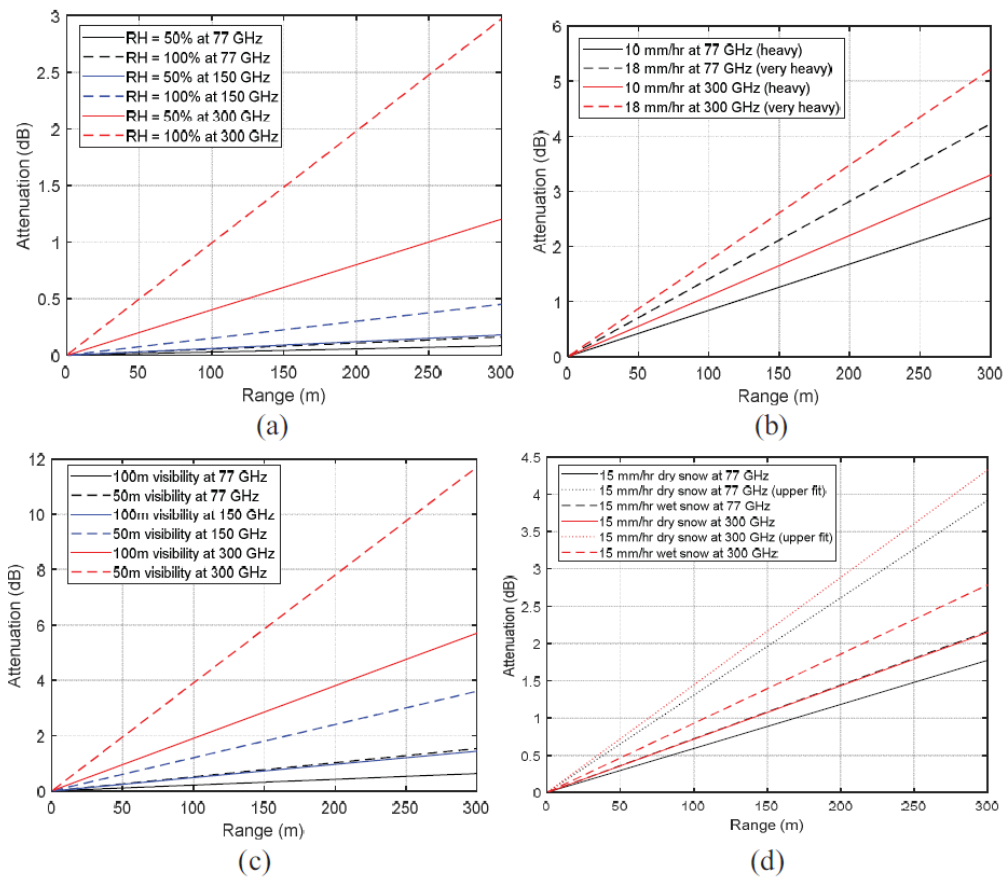 3
2.5
2
1.5
1
0.5
0
0 50 100 150 200 250 300
Attenuation (dB)
Range (m)
RH = 50% at 77 GHz
RH = 100% at 77 GHz
RH = 50% at 150 GHz
RH = 100% at 150 GHz
RH = 50% at 300 GHz
RH = 100% at 300 GHz
(a)
6
5
4
3
2
1
0
0 50 100 150 200 250 300
Attenuation (dB)
Range (m)
10 mm/hr at 77 GHz (heavy)
18 mm/hr at 77 GHz (very heavy)
10 mm/hr at 300 GHz (heavy)
18 mm/hr at 300 GHz (very heavy)
(b)
12
10
8
6
4
2
0
0 50 100 150 200 250 300
Attenuation (dB)
Range (m)
100m visibility at 77 GHz
50m visibility at 77 GHz
100m visibility at 150 GHz
50m visibility at 150 GHz
100m visibility at 300 GHz
50m visibility at 300 GHz
(c)
4.5
4
3.5
3
2.5
2
1.5
1
0.5
0
0 50 100 150 200 250 300
Attenuation (dB)
Range (m)
15 mm/hr dry snow at 77 GHz
15 mm/hr dry snow at 77 GHz (upper fit)
15 mm/hr wet snow at 77 GHz
15 mm/hr dry snow at 300 GHz
15 mm/hr dry snow at 300 GHz (upper fit)
15 mm/hr wet snow at 300 GHz
(d)